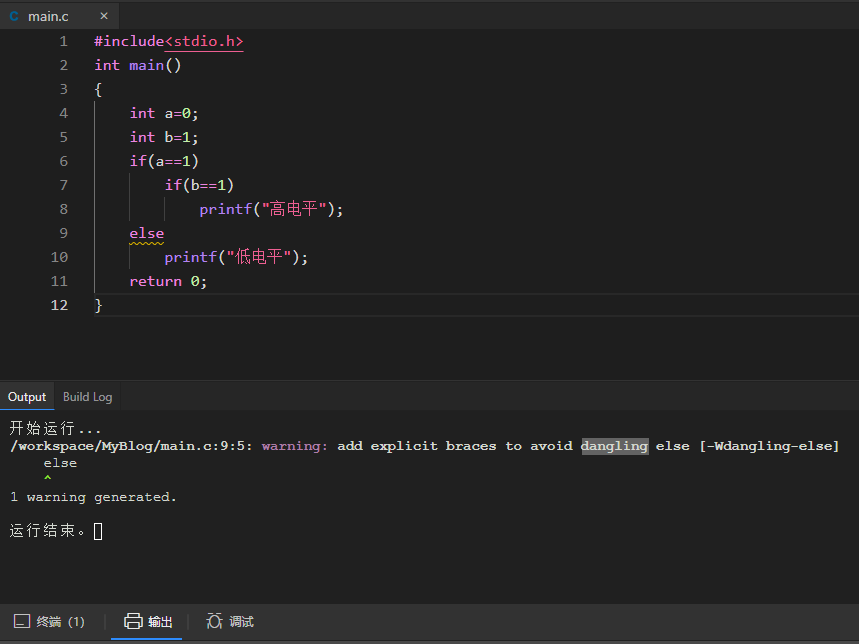 C main.c ×
1 #include<stdio.h>
2 int main()
3 {
4 int a=0;
5 int b=1;
6 if(a==1)
7 if(b==1)
8 printf("高电平");
9 else
10 printf("低电平");
11 return 0;
12 }
Output Build Log
开始运行...
/workspace/MyBlog/main.c:9:5: warning: add explicit braces to avoid dangling else [-Wdangling-else]
else
^
1 warning generated.
运行结束。
终端 (1) 输出 调试